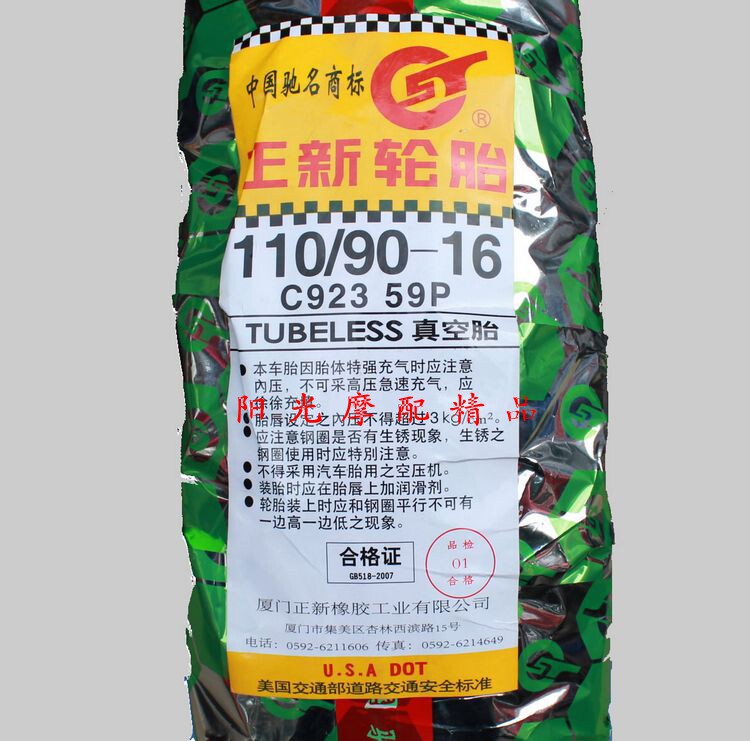 中国驰名商标
®
正新轮胎
110/90-16
C923 59P
TUBELESS 真空胎
本车胎因胎体特强充气时应注意
內压，不可采高压急速充气，应
徐徐充气。
阳光摩配精品
胎唇设定之內压不得超过3kg/cm²。
应注意钢圈是否有生锈现象，生锈之
钢圈使用时应特別注意。
不得采用汽车胎用之空压机。
装胎时应在胎唇上加润滑剂。
轮胎装上时应和钢圈平行不可有
一边高一边低之现象。
合格证
GB518-2007
品检
01
合格
厦门正新橡胶工业有限公司
厦门市集美区杏林西滨路15号
电话：0592-6211606 传真：0592-6214649
U.S.A DOT
美国交通部道路交通安全标准
国驰